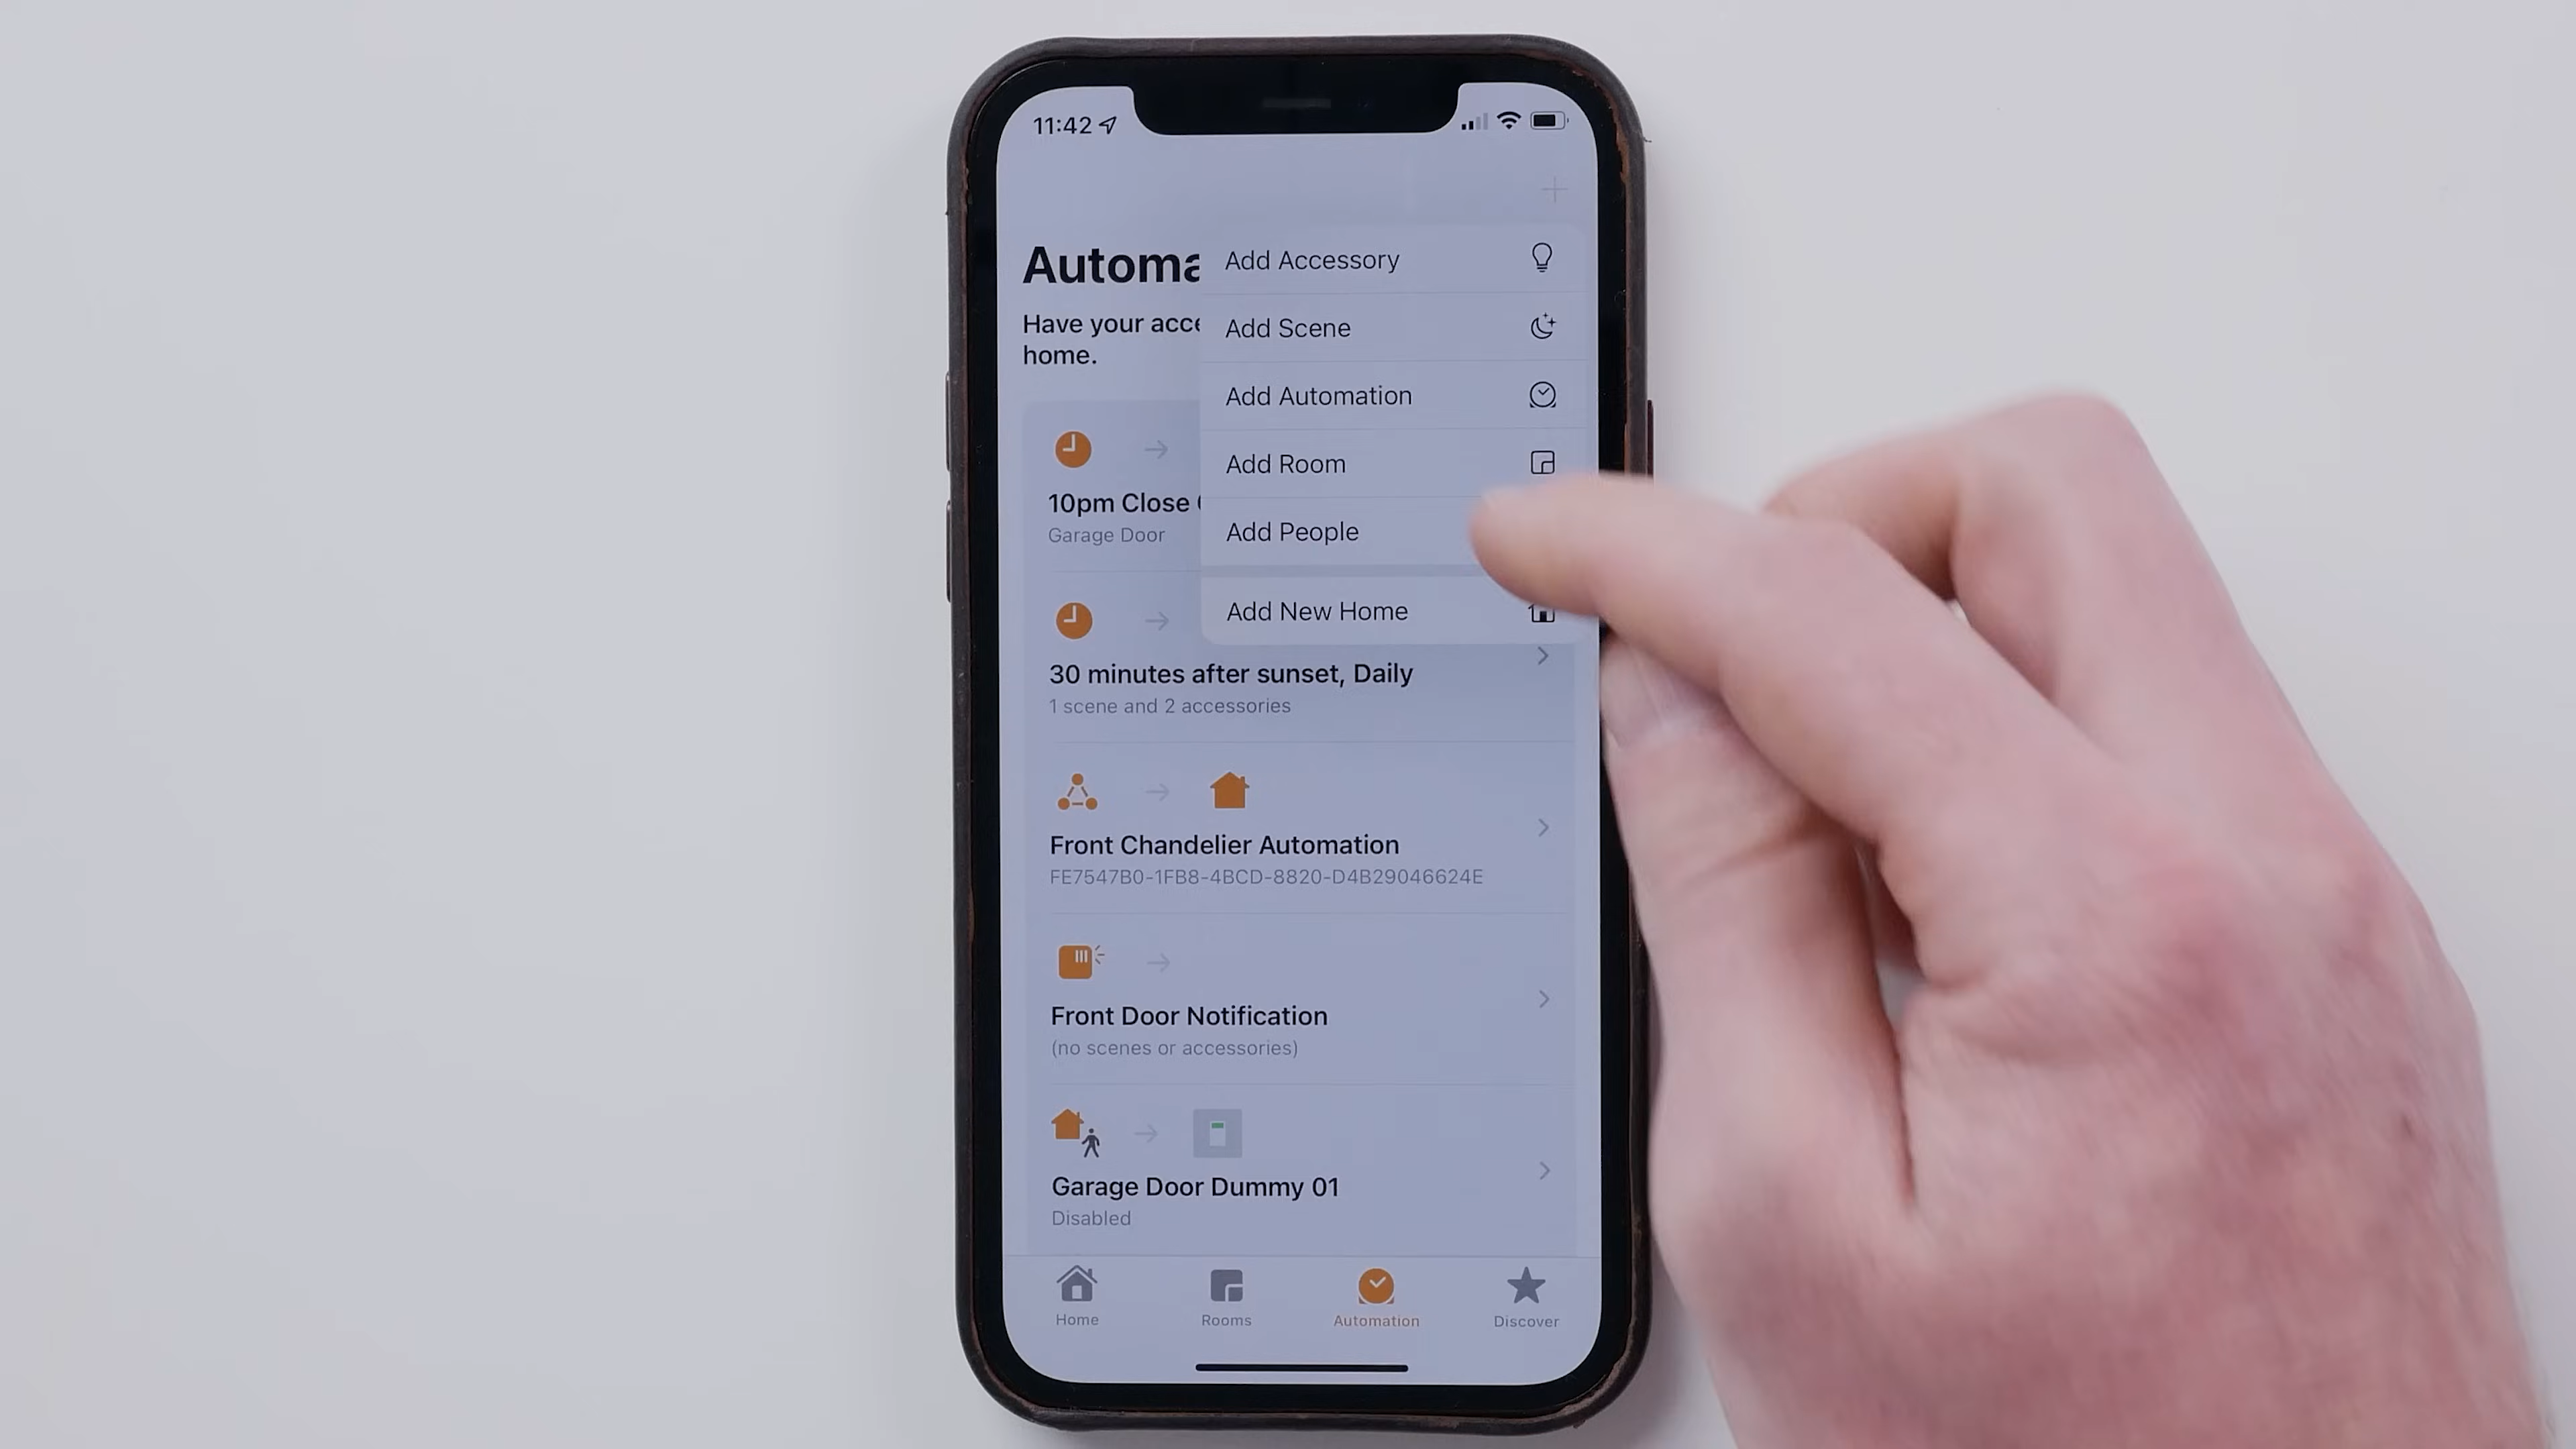 11:42
Automa
Have your acce
home.
Add Accessory
Add Scene
Add Automation
Add Room
Add People
Add New Home
10pm Close
Garage Door
30 minutes after sunset, Daily
1 scene and 2 accessories
Front Chandelier Automation
FE7547B0-1FB8-4BCD-8820-D4B29046624E
Front Door Notification
(no scenes or accessories)
Garage Door Dummy 01
Disabled
Home
Rooms
Automation
Discover